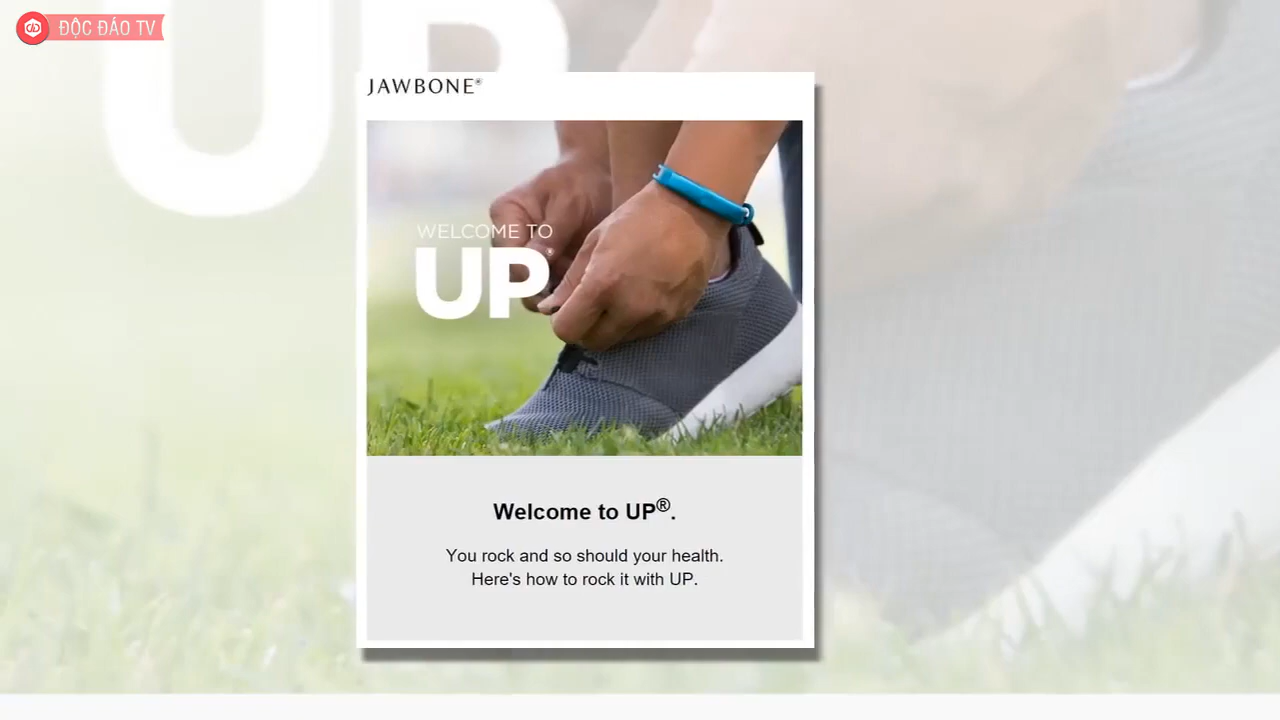 ĐỘC ĐÁO TV
UP
JAWBONE®
WELCOME TO
UP®
Welcome to UP®.
You rock and so should your health.
Here's how to rock it with UP.